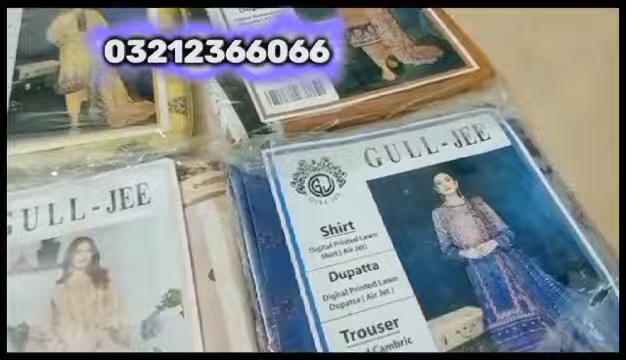 03212366066
GULL-JEE
GULL JEE
Shirt
Digital Printed Lawn
Shirt ( Air Jet)
Dupatta
Digital Printed Lawn
Dupatta ( Air Jet )
Trouser
Cambric
ULL-JEE